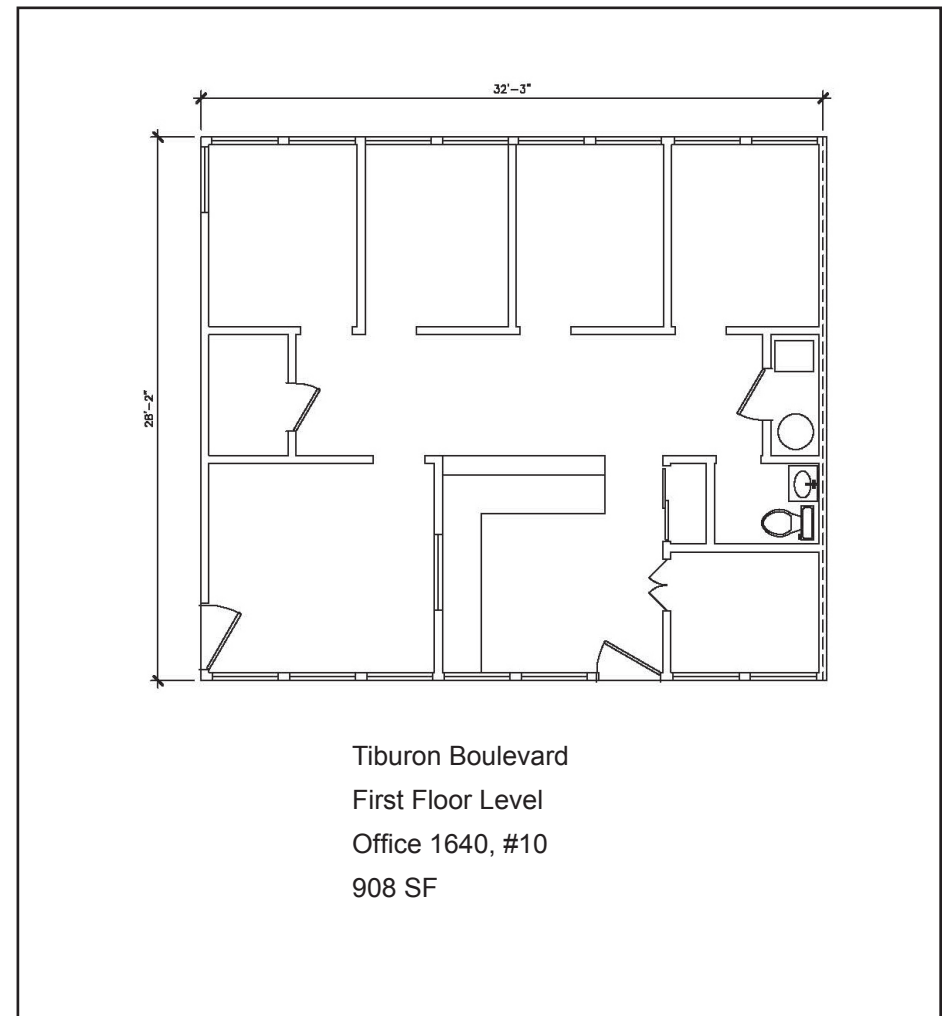 32'-3"
28'-2"
Tiburon Boulevard
First Floor Level
Office 1640, #10
908 SF